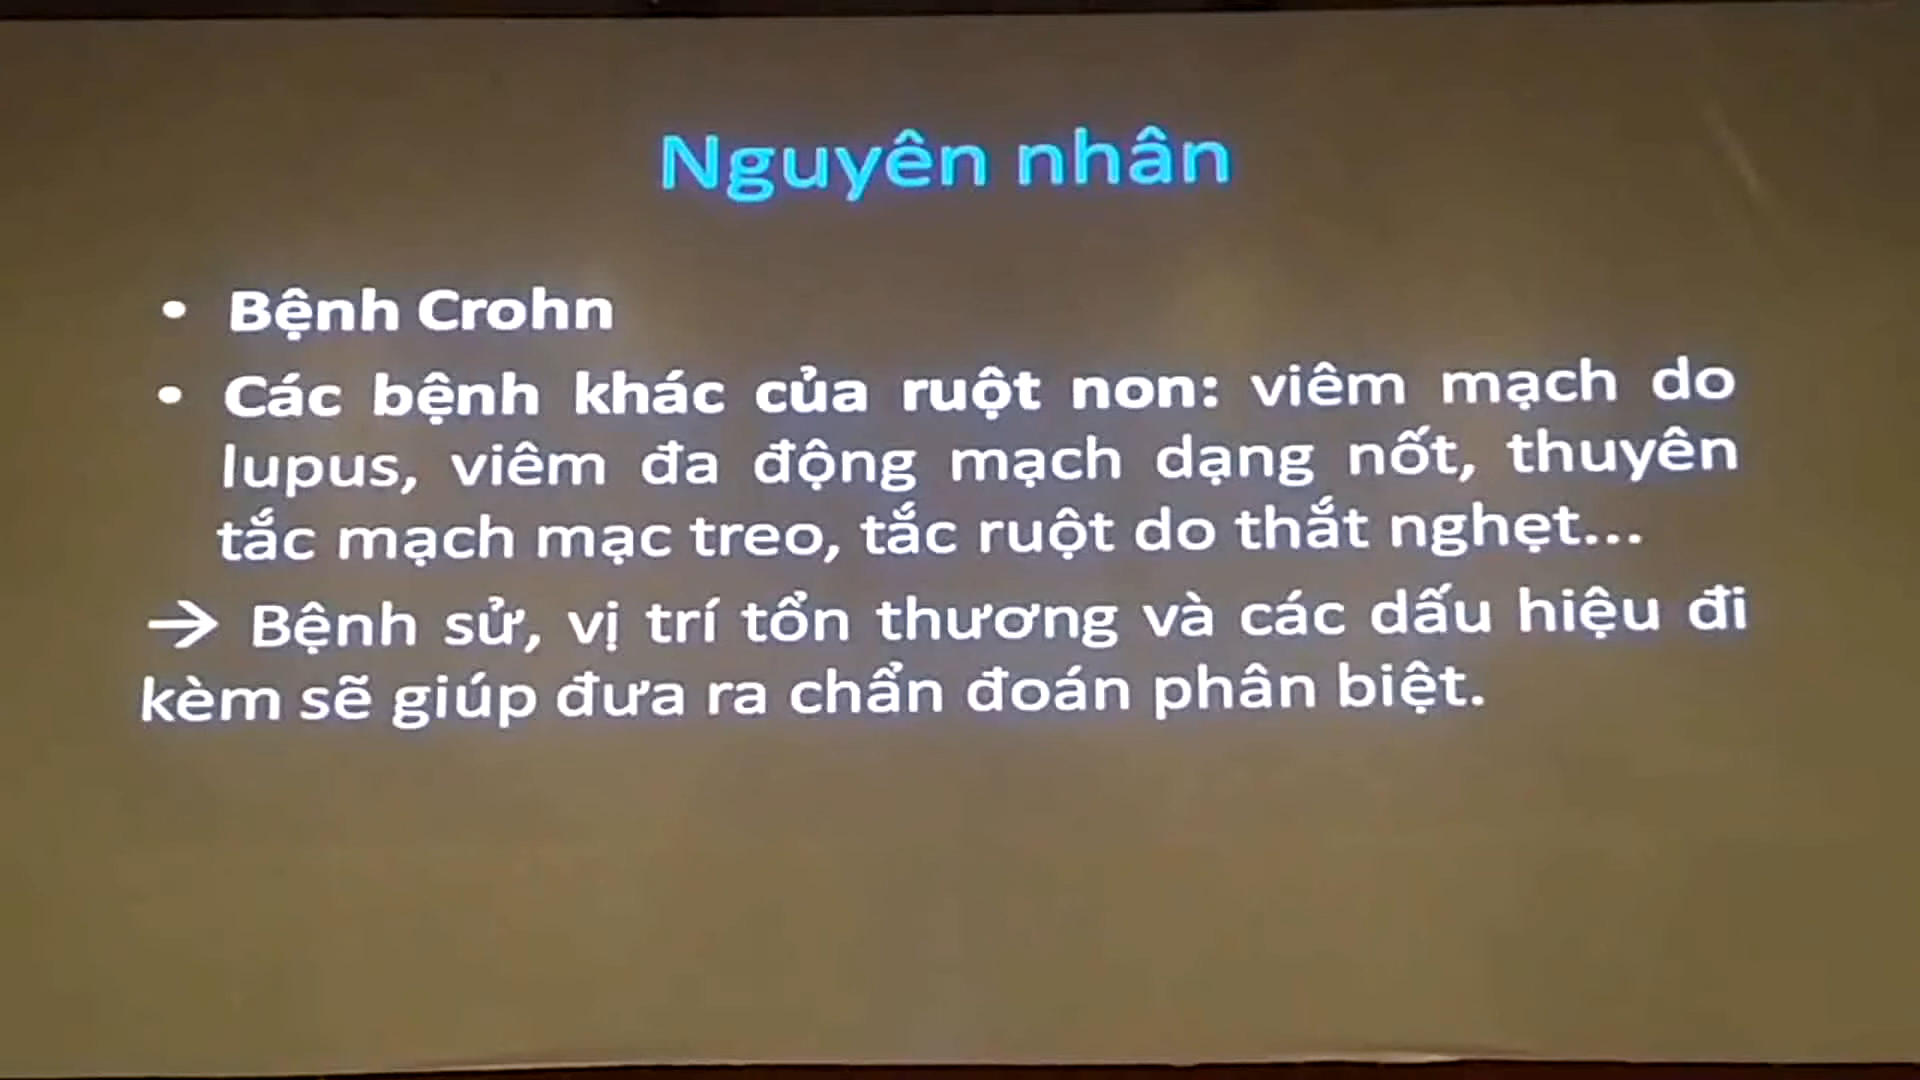 Nguyên nhân
• Bệnh Crohn
• Các bệnh khác của ruột non: viêm mạch do
lupus, viêm đa động mạch dạng nốt, thuyên
tắc mạch mạc treo, tắc ruột do thắt nghẹt...
→ Bệnh sử, vị trí tổn thương và các dấu hiệu đi
kèm sẽ giúp đưa ra chẩn đoán phân biệt.